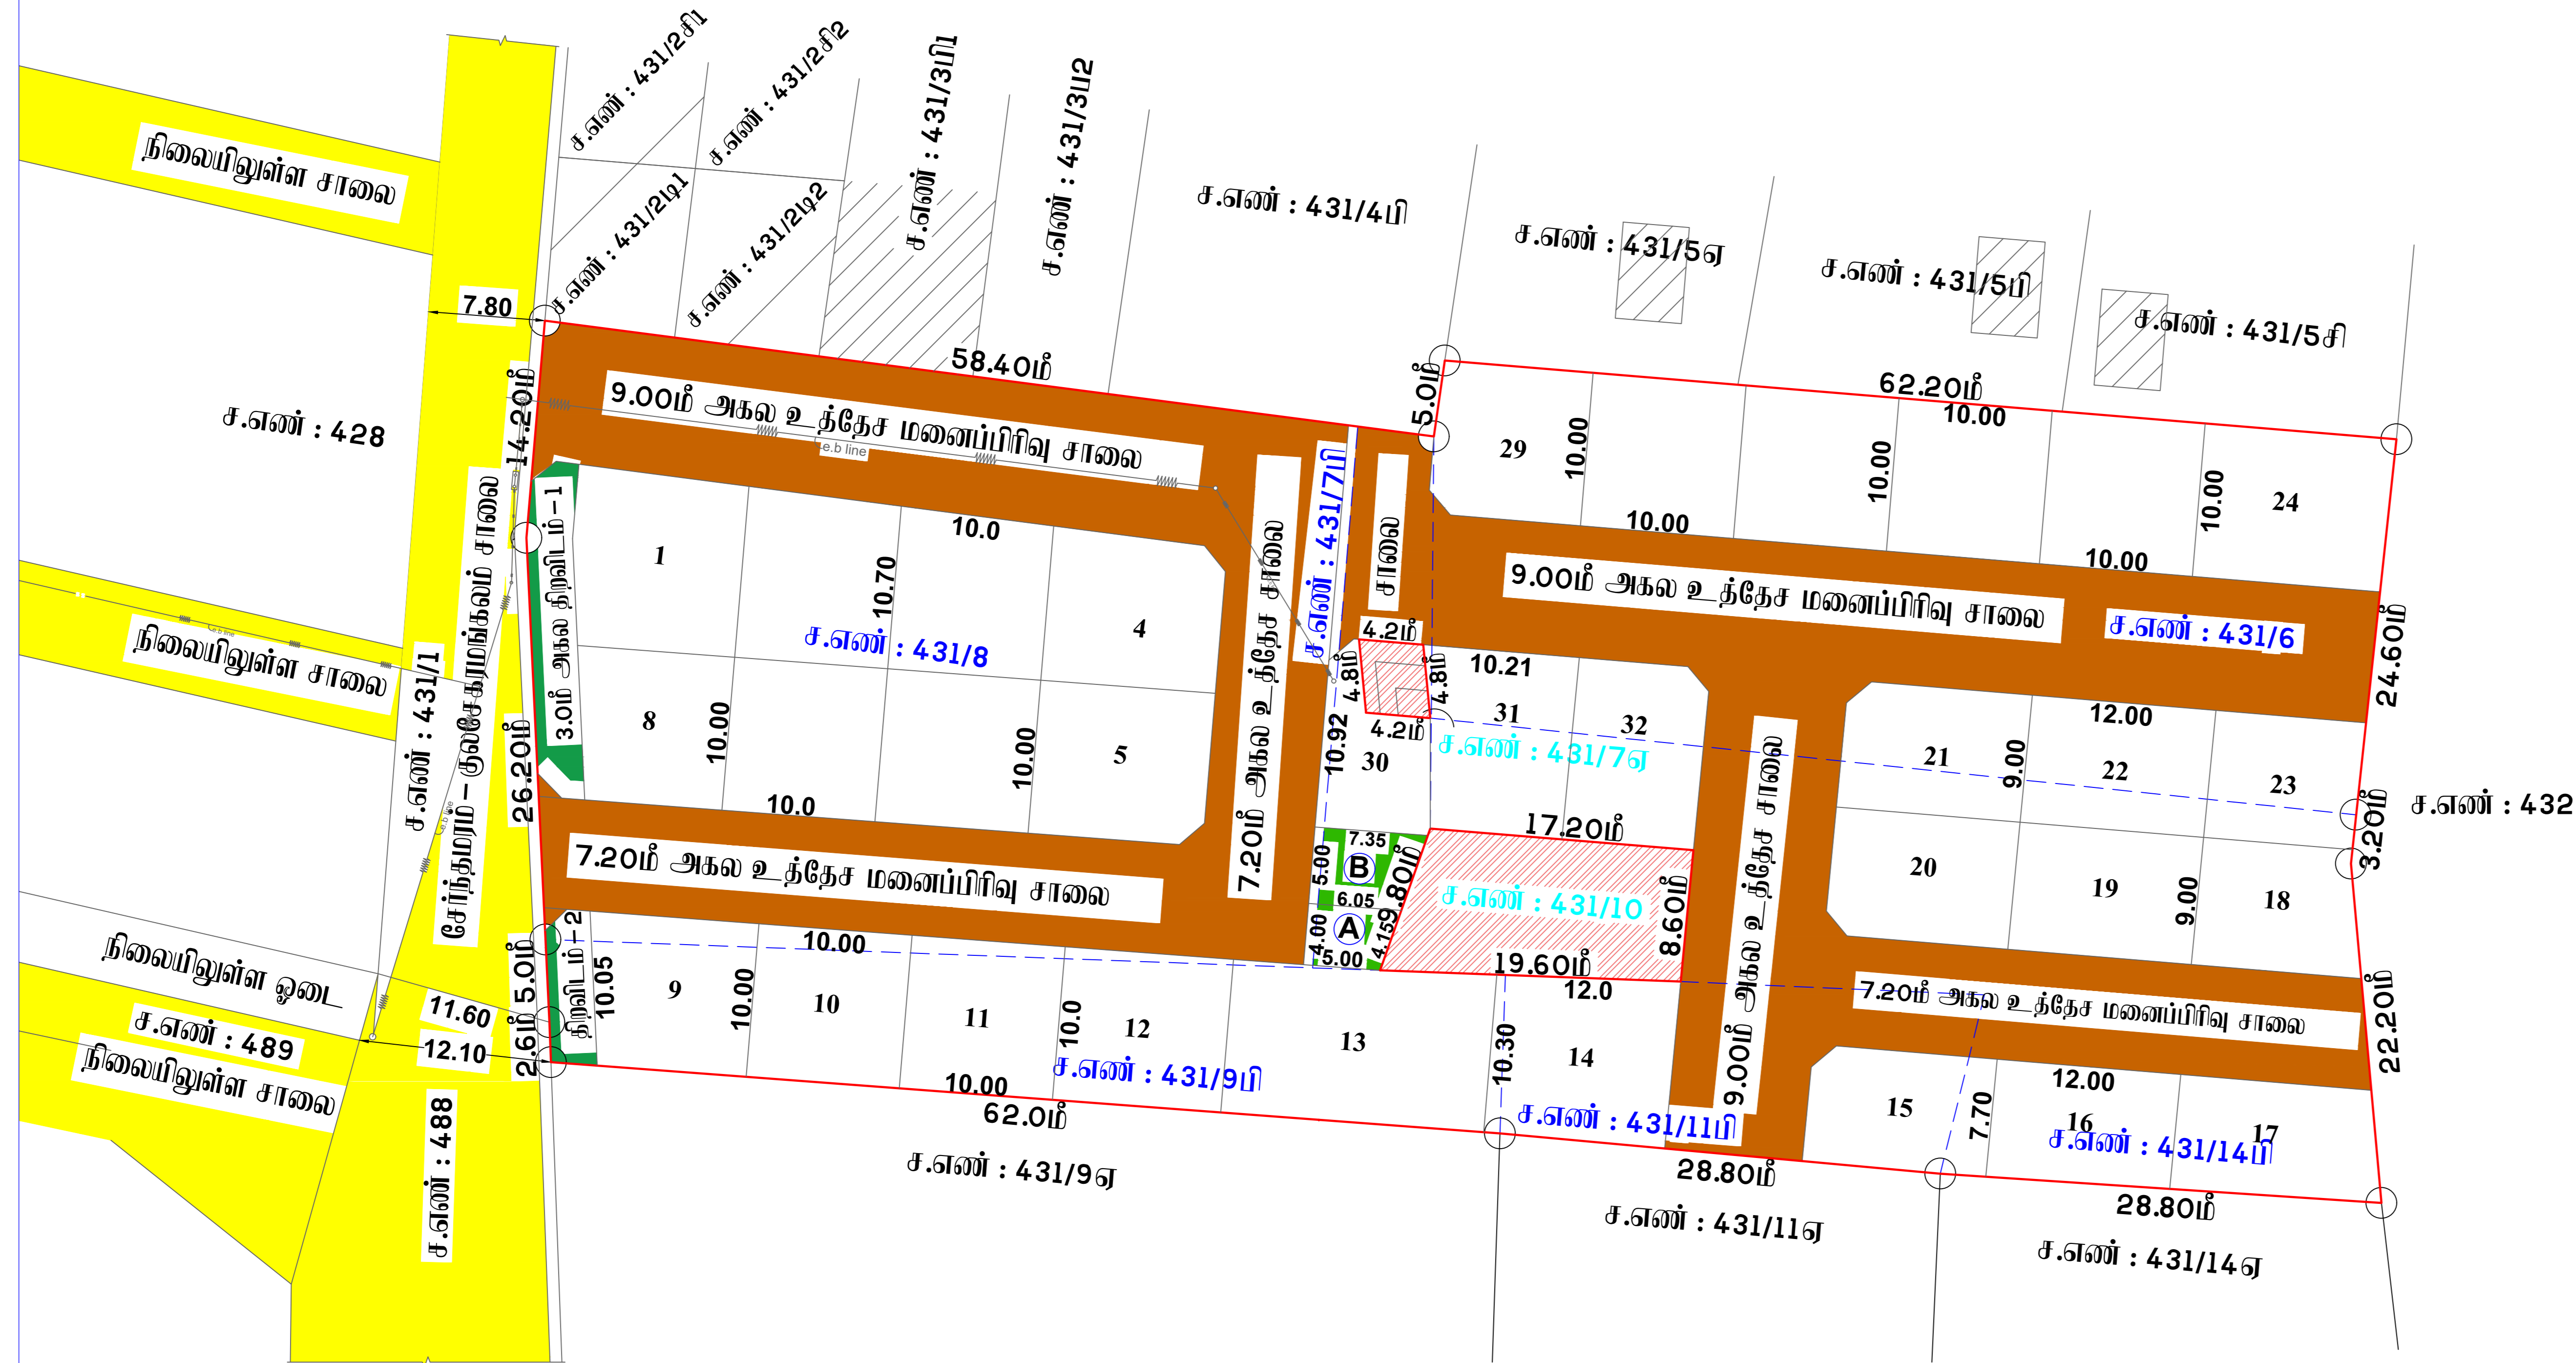 ச.எண் : 431/2சி1
ச.எண் : 431/2சி2
ச.எண் : 431/3பி1
ச.எண் : 431/3ப2
ச.எண் : 431/2டி1
ச.எண் : 431/2டி2
ச.எண் : 431/4பி
ச.எண் : 431/5ஏ
ச.எண் : 431/5பி
ச.எண் : 431/5சி
நிலையிலுள்ள சாலை
7.80
58.40மீ
5.0மீ
62.20மீ
10.00
ச.எண் : 428
14.20மீ
9.00மீ அகல உத்தேச மனைப்பிரிவு சாலை
e.b line
29
10.00
10.00
10.00
24
10.00
10.00
1
10.0
10.70
4
ச.எண் : 431/8
3.0மீ அகல திறவிடம்-1
7.20மீ அகல உத்தேச சாலை
ச.எண் : 431/7பி
சாலை
9.00மீ அகல உத்தேச மனைப்பிரிவு சாலை
ச.எண் : 431/6
24.60மீ
நிலையிலுள்ள சாலை
e.b line
ச.எண் : 431/1
சேர்ந்தமரம்-குலசேகரமங்கலம் சாலை
e.b line
26.20மீ
8
10.00
10.00
5
10.0
4.2மீ
4.8மீ
4.8மீ
4.2மீ
10.21
31
32
10.92
30
ச.எண் : 431/7ஏ
12.00
21
9.00
22
23
3.20மீ
ச.எண் : 432
7.20மீ அகல உத்தேச மனைப்பிரிவு சாலை
7.35
5.00
B
9.80மீ
6.05
A
4.00
4.15
5.00
17.20மீ
ச.எண் : 431/10
8.60மீ
19.60மீ
9.00மீ அகல உத்தேச சாலை
20
19
9.00
18
நிலையிலுள்ள ஓடை
ச.எண் : 489
நிலையிலுள்ள சாலை
11.60
12.10
5.0மீ
2.6மீ
திறவிடம்-2
10.05
9
10.00
10.00
10
11
10.0
12
13
12.0
10.30
14
7.20மீ அகல உத்தேச மனைப்பிரிவு சாலை
22.20மீ
ச.எண் : 488
10.00
62.0மீ
ச.எண் : 431/9பி
ச.எண் : 431/11பி
15
7.70
12.00
16
17
ச.எண் : 431/14பி
28.80மீ
28.80மீ
ச.எண் : 431/9ஏ
ச.எண் : 431/11ஏ
ச.எண் : 431/14ஏ